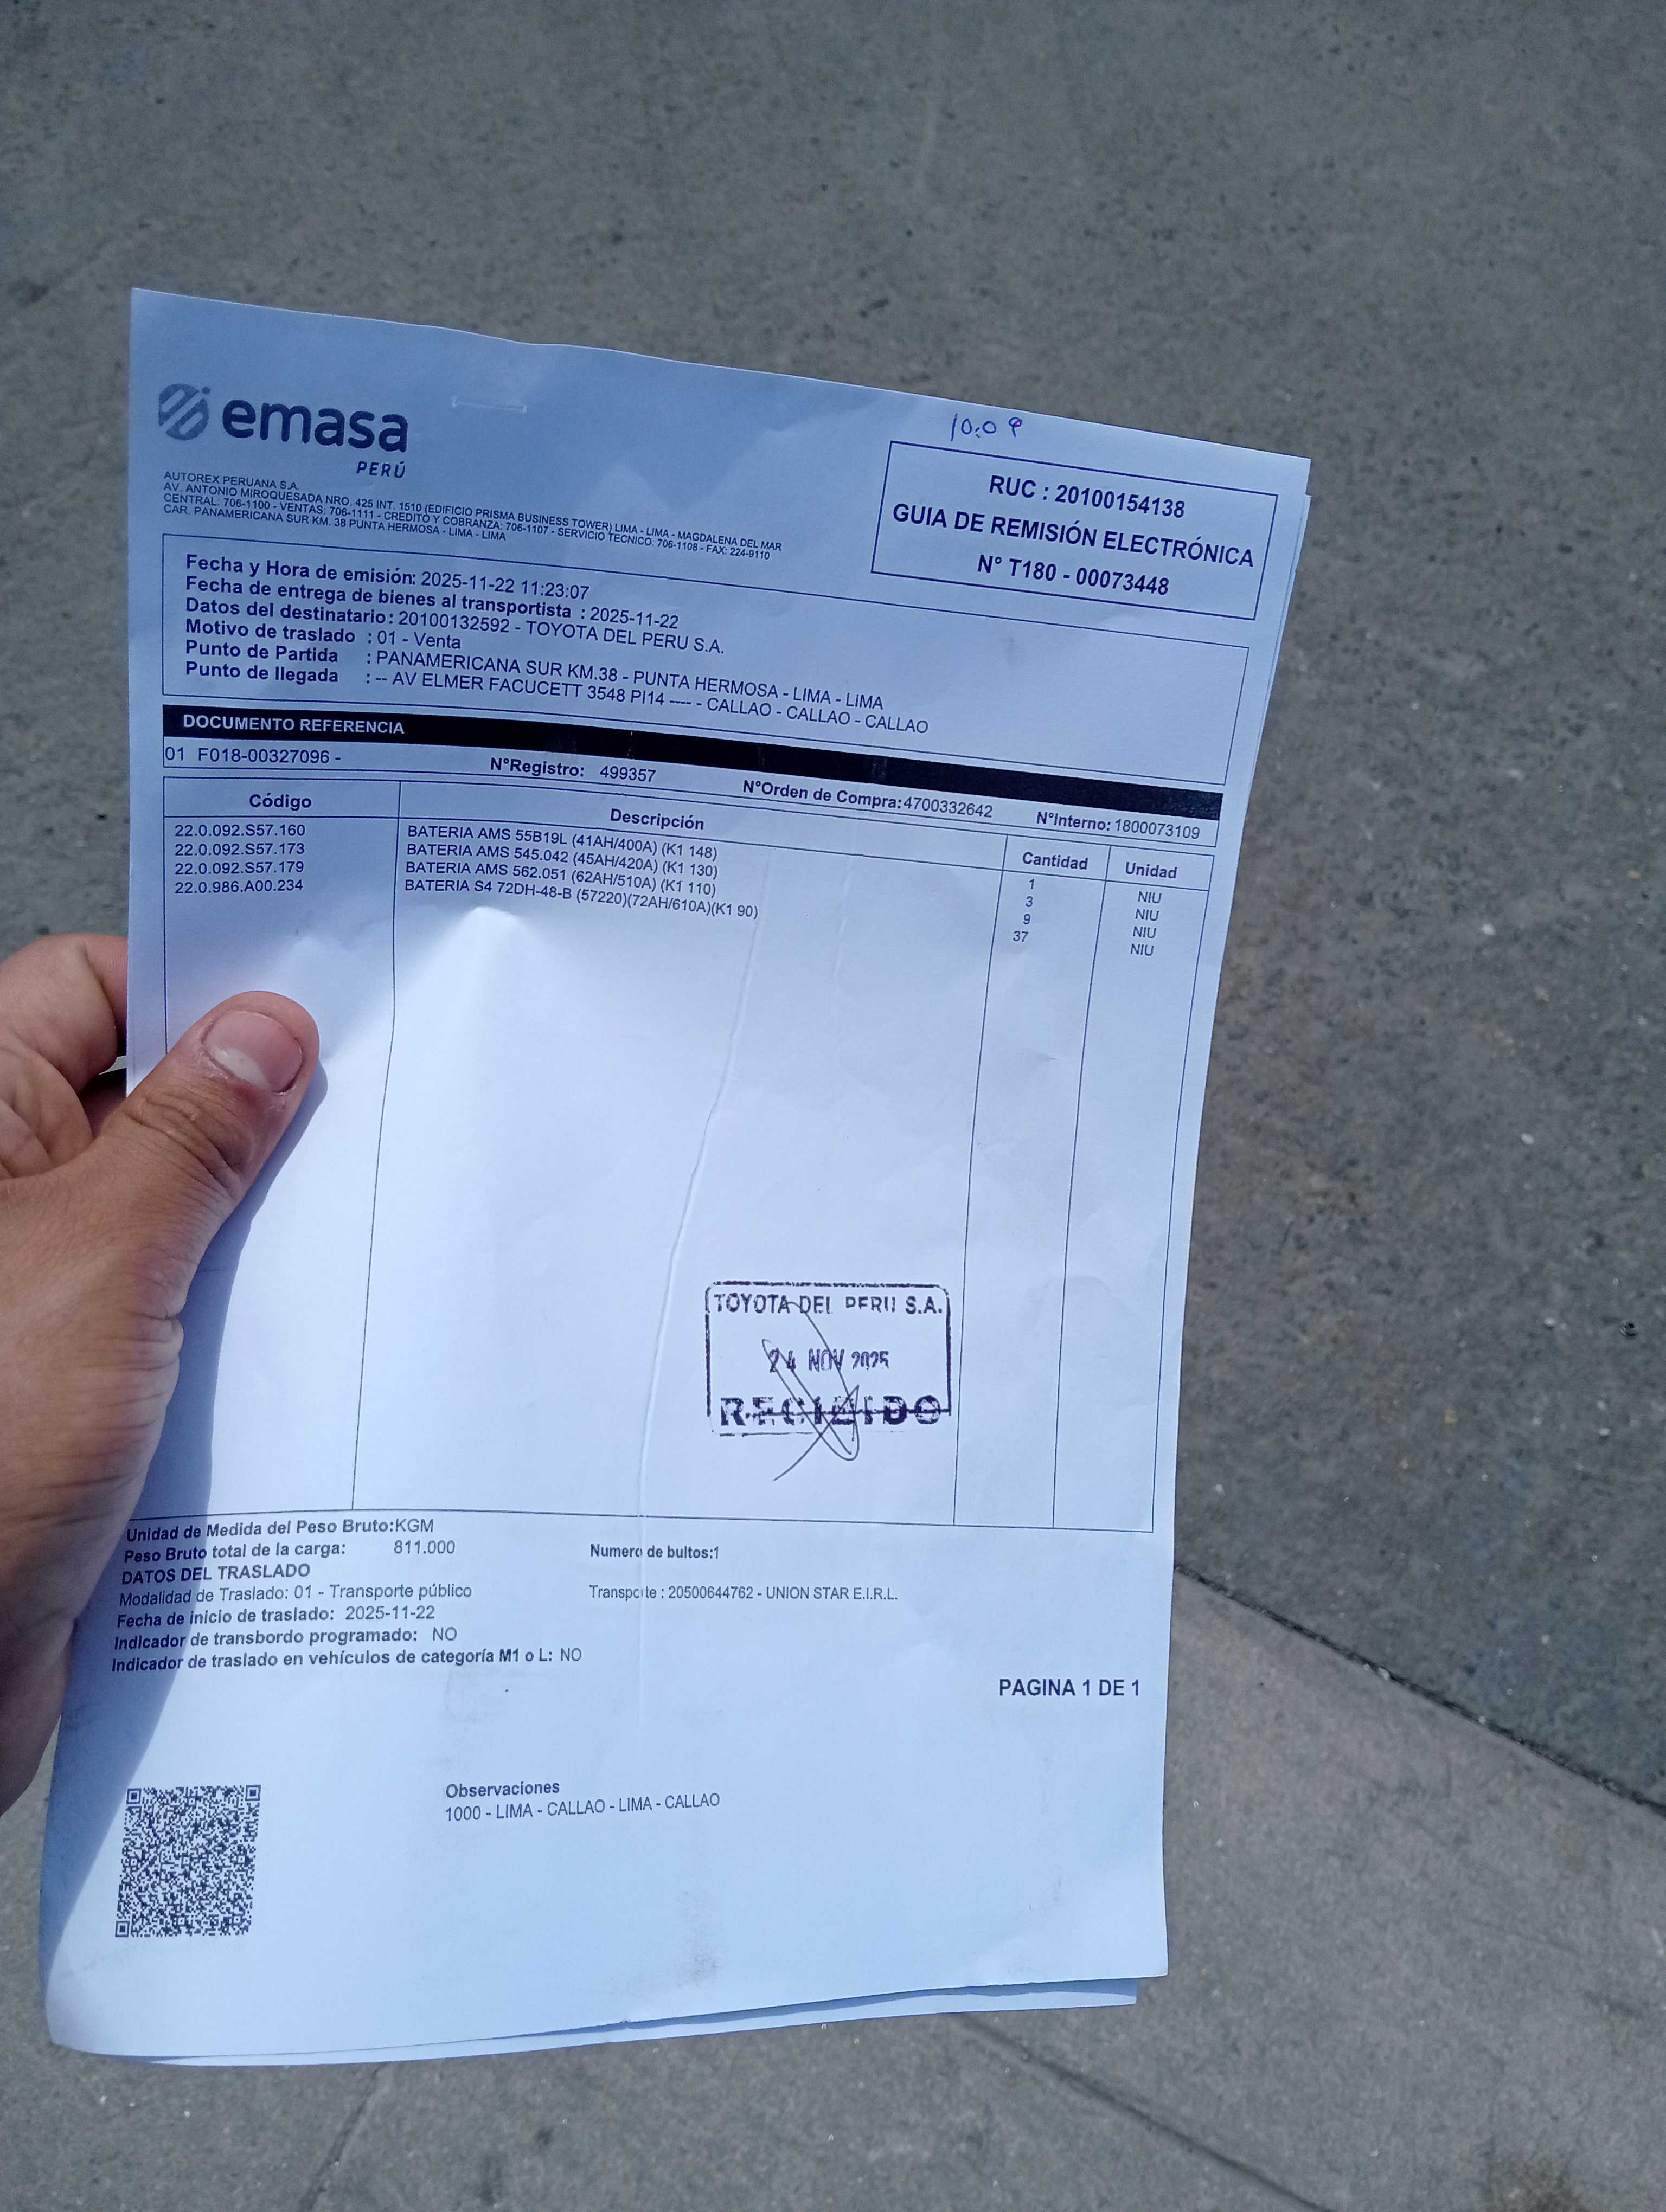 emasa
PERÚ
10:09
RUC : 20100154138
GUIA DE REMISIÓN ELECTRÓNICA
N° T180 - 00073448
AUTOREX PERUANA S.A.
AV. ANTONIO MIROQUESADA NRO. 425 INT. 1510 (EDIFICIO PRISMA BUSINESS TOWER) LIMA - LIMA - MAGDALENA DEL MAR
CENTRAL: 706-1100 - VENTAS: 706-1111 - CREDITO Y COBRANZA: 706-1107 - SERVICIO TECNICO: 706-1108 - FAX: 224-9110
CAR. PANAMERICANA SUR KM. 38 PUNTA HERMOSA - LIMA - LIMA
Fecha y Hora de emisión: 2025-11-22 11:23:07
Fecha de entrega de bienes al transportista : 2025-11-22
Datos del destinatario : 20100132592 - TOYOTA DEL PERU S.A.
Motivo de traslado : 01 - Venta
Punto de Partida : PANAMERICANA SUR KM.38 - PUNTA HERMOSA - LIMA - LIMA
Punto de llegada : -- AV ELMER FACUCETT 3548 PI14 ---- - CALLAO - CALLAO - CALLAO
DOCUMENTO REFERENCIA
01 F018-00327096 - N°Registro: 499357 N°Orden de Compra:4700332642 N°Interno: 1800073109
Código Descripción Cantidad Unidad
22.0.092.S57.160 BATERIA AMS 55B19L (41AH/400A) (K1 148) 1 NIU
22.0.092.S57.173 BATERIA AMS 545.042 (45AH/420A) (K1 130) 3 NIU
22.0.092.S57.179 BATERIA AMS 562.051 (62AH/510A) (K1 110) 9 NIU
22.0.986.A00.234 BATERIA S4 72DH-48-B (57220)(72AH/610A)(K1 90) 37 NIU
TOYOTA DEL PERU S.A.
24 NOV 2025
RECIBIDO
Unidad de Medida del Peso Bruto:KGM
Peso Bruto total de la carga: 811.000 Numero de bultos:1
DATOS DEL TRASLADO
Modalidad de Traslado: 01 - Transporte público Transporte : 20500644762 - UNION STAR E.I.R.L.
Fecha de inicio de traslado: 2025-11-22
Indicador de transbordo programado: NO
Indicador de traslado en vehículos de categoría M1 o L: NO
PAGINA 1 DE 1
Observaciones
1000 - LIMA - CALLAO - LIMA - CALLAO